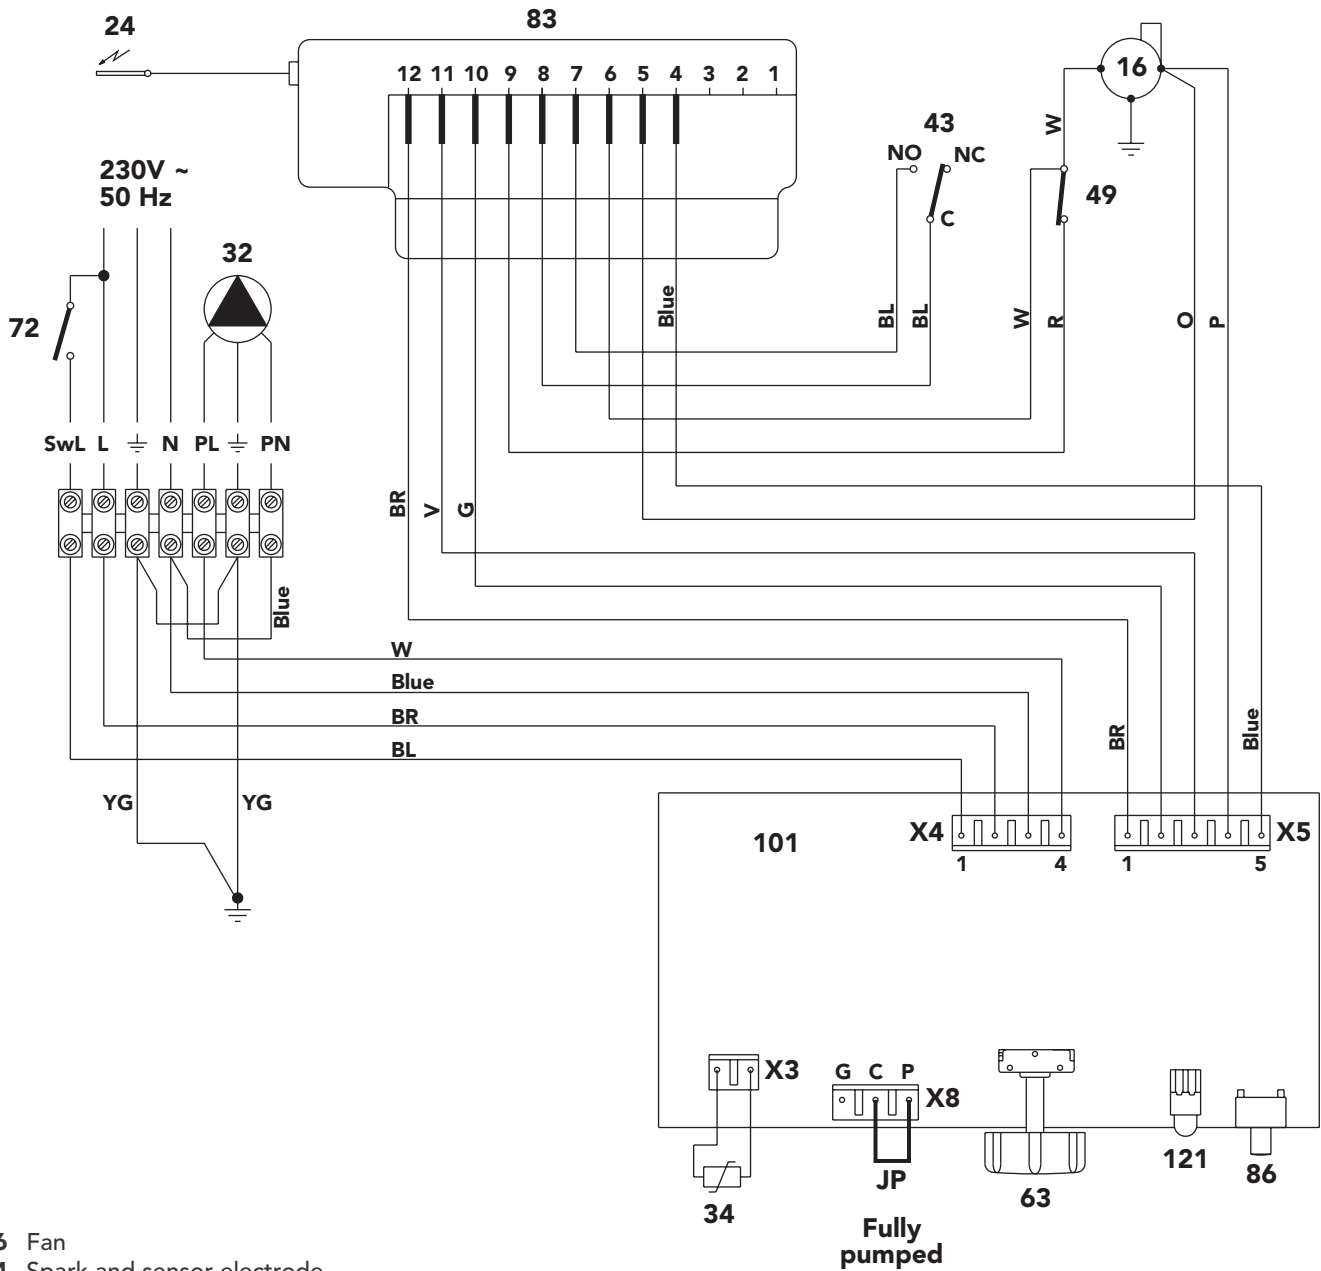 24
83
12 11 10 9 8 7 6 5 4 3 2 1
16
43
NO NC
C
W
49
230V ~
50 Hz
32
72
Blue
BL
BL
W
R
O
P
SwL L N PL PN
BR
V
G
Blue
W
Blue
BR
BL
BR
Blue
YG
YG
101
X4
1 4
X5
1 5
X3
G C P
X8
34
JP
63
121
86
Fully
pumped
6 Fan
Spark and sensor electrode